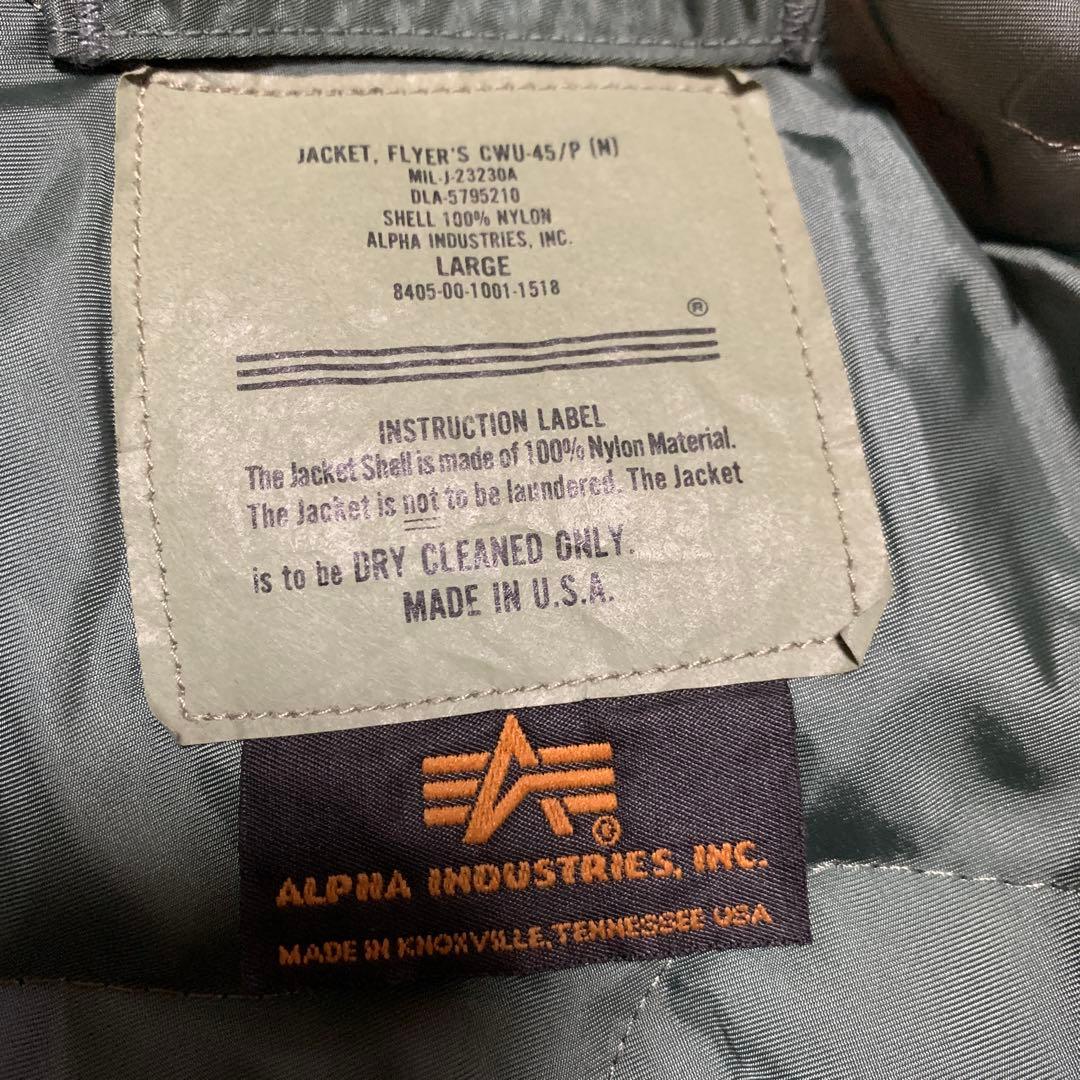 JACKET, FLYER'S CWU-45/P (N)
MIL-J-23230A
DLA-5795210
SHELL 100% NYLON
ALPHA INDUSTRIES, INC.
LARGE
8405-00-1001-1518
®
INSTRUCTION LABEL
The Jacket Shell is made of 100% Nylon Material.
The Jacket is not to be laundered. The Jacket
is to be DRY CLEANED ONLY.
MADE IN U.S.A.
®
ALPHA INDUSTRIES, INC.
MADE IN KNOXVILLE, TENNESSEE USA